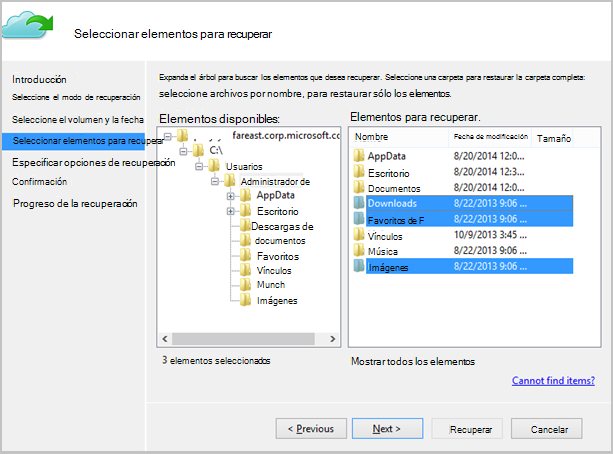 Seleccionar elementos para recuperar
Introducción
Seleccione el modo de recuperación
Seleccione el volumen y la fecha
Seleccionar elementos para recuperar
Especificar opciones de recuperación
Confirmación
Progreso de la recuperación
Expanda el árbol para buscar los elementos que desea recuperar. Seleccione una carpeta para restaurar la carpeta completa:
seleccione archivos por nombre, para restaurar sólo los elementos.
Elementos disponibles:
fareast.corp.microsoft.cc
C:\
Usuarios
Administrador de
AppData
Escritorio
Descargas de
documentos
Favoritos
Vínculos
Munch
Imágenes
3 elementos seleccionados
Elementos para recuperar.
Nombre Fecha de modificación Tamaño
AppData 8/20/2014 12:0...
Escritorio 8/20/2014 12:3...
Documentos 8/20/2014 12:0...
Downloads 8/22/2013 9:06 ...
Favoritos de F 8/22/2013 9:06 ...
Vínculos 10/9/2013 3:45 ...
Música 8/22/2013 9:06 ...
Imágenes 8/22/2013 9:06 ...
Mostrar todos los elementos
Cannot find items?
< Previous Next > Recuperar Cancelar